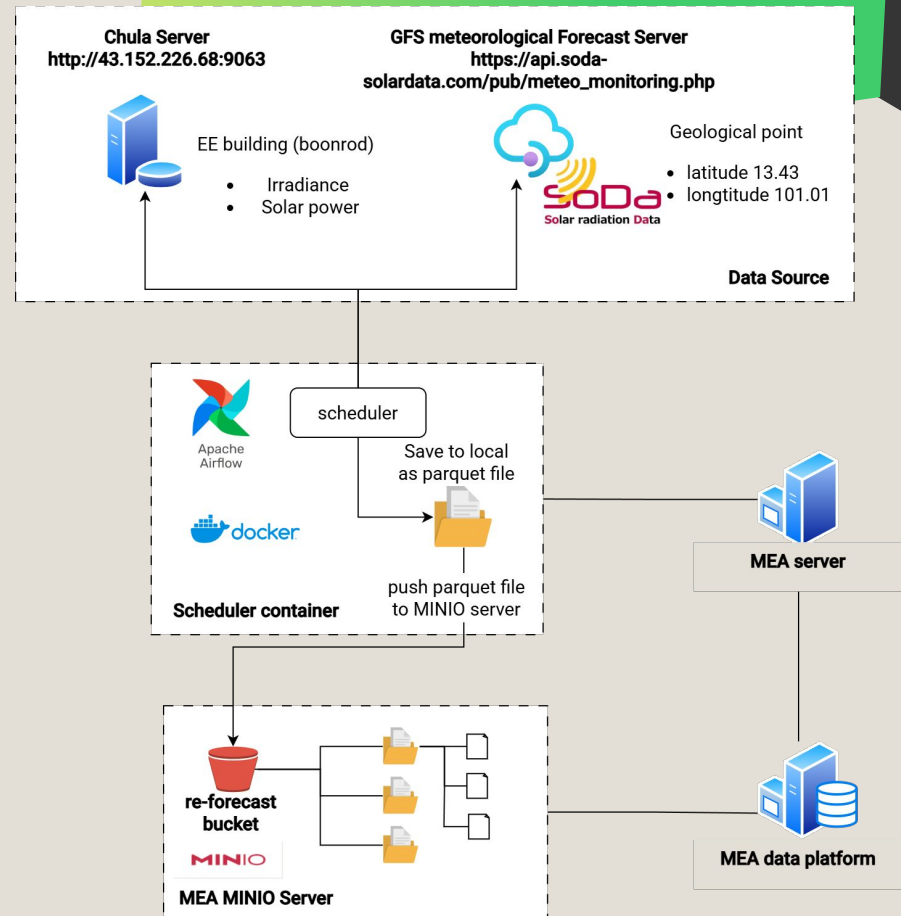 Chula Server
http://43.152.226.68:9063
GFS meteorological Forecast Server
https://api.soda-
solardata.com/pub/meteo_monitoring.php
EE building (boonrod)
• Irradiance
• Solar power
Geological point
• latitude 13.43
• longtitude 101.01
SoDa
Solar radiation Data
Data Source
Apache
Airflow
scheduler
Save to local
as parquet file
docker
push parquet file
to MINIO server
Scheduler container
MEA server
re-forecast
bucket
MINIO
MEA MINIO Server
MEA data platform